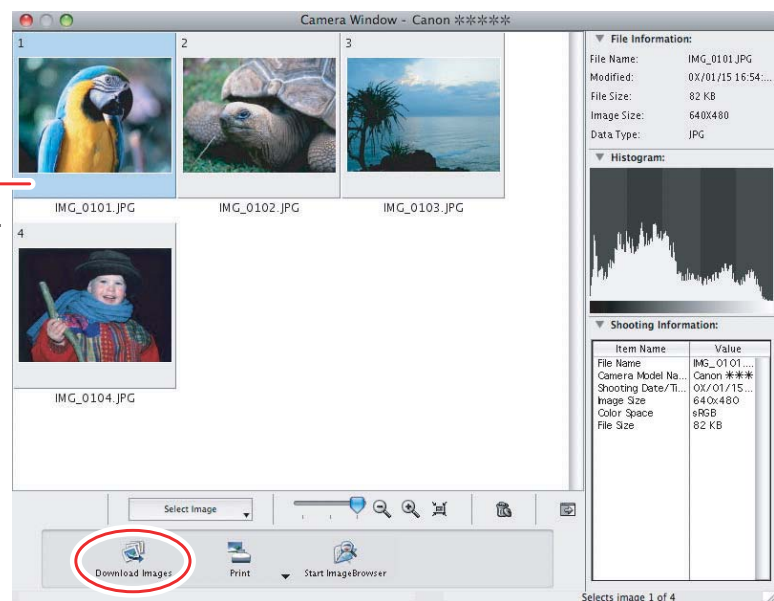 Camera Window - Canon *****
1
2
3
IMG_0101.JPG
IMG_0102.JPG
IMG_0103.JPG
4
IMG_0104.JPG
Select Image
Download Images
Print
Start ImageBrowser
File Information:
File Name: IMG_0101.JPG
Modified: 0X/01/15 16:54:...
File Size: 82 KB
Image Size: 640X480
Data Type: JPG
Histogram:
Shooting Information:
Item Name Value
File Name IMG_0101....
Camera Model Na... Canon ***
Shooting Date/Ti... 0X/01/15...
Image Size 640x480
Color Space sRGB
File Size 82 KB
Selects image 1 of 4